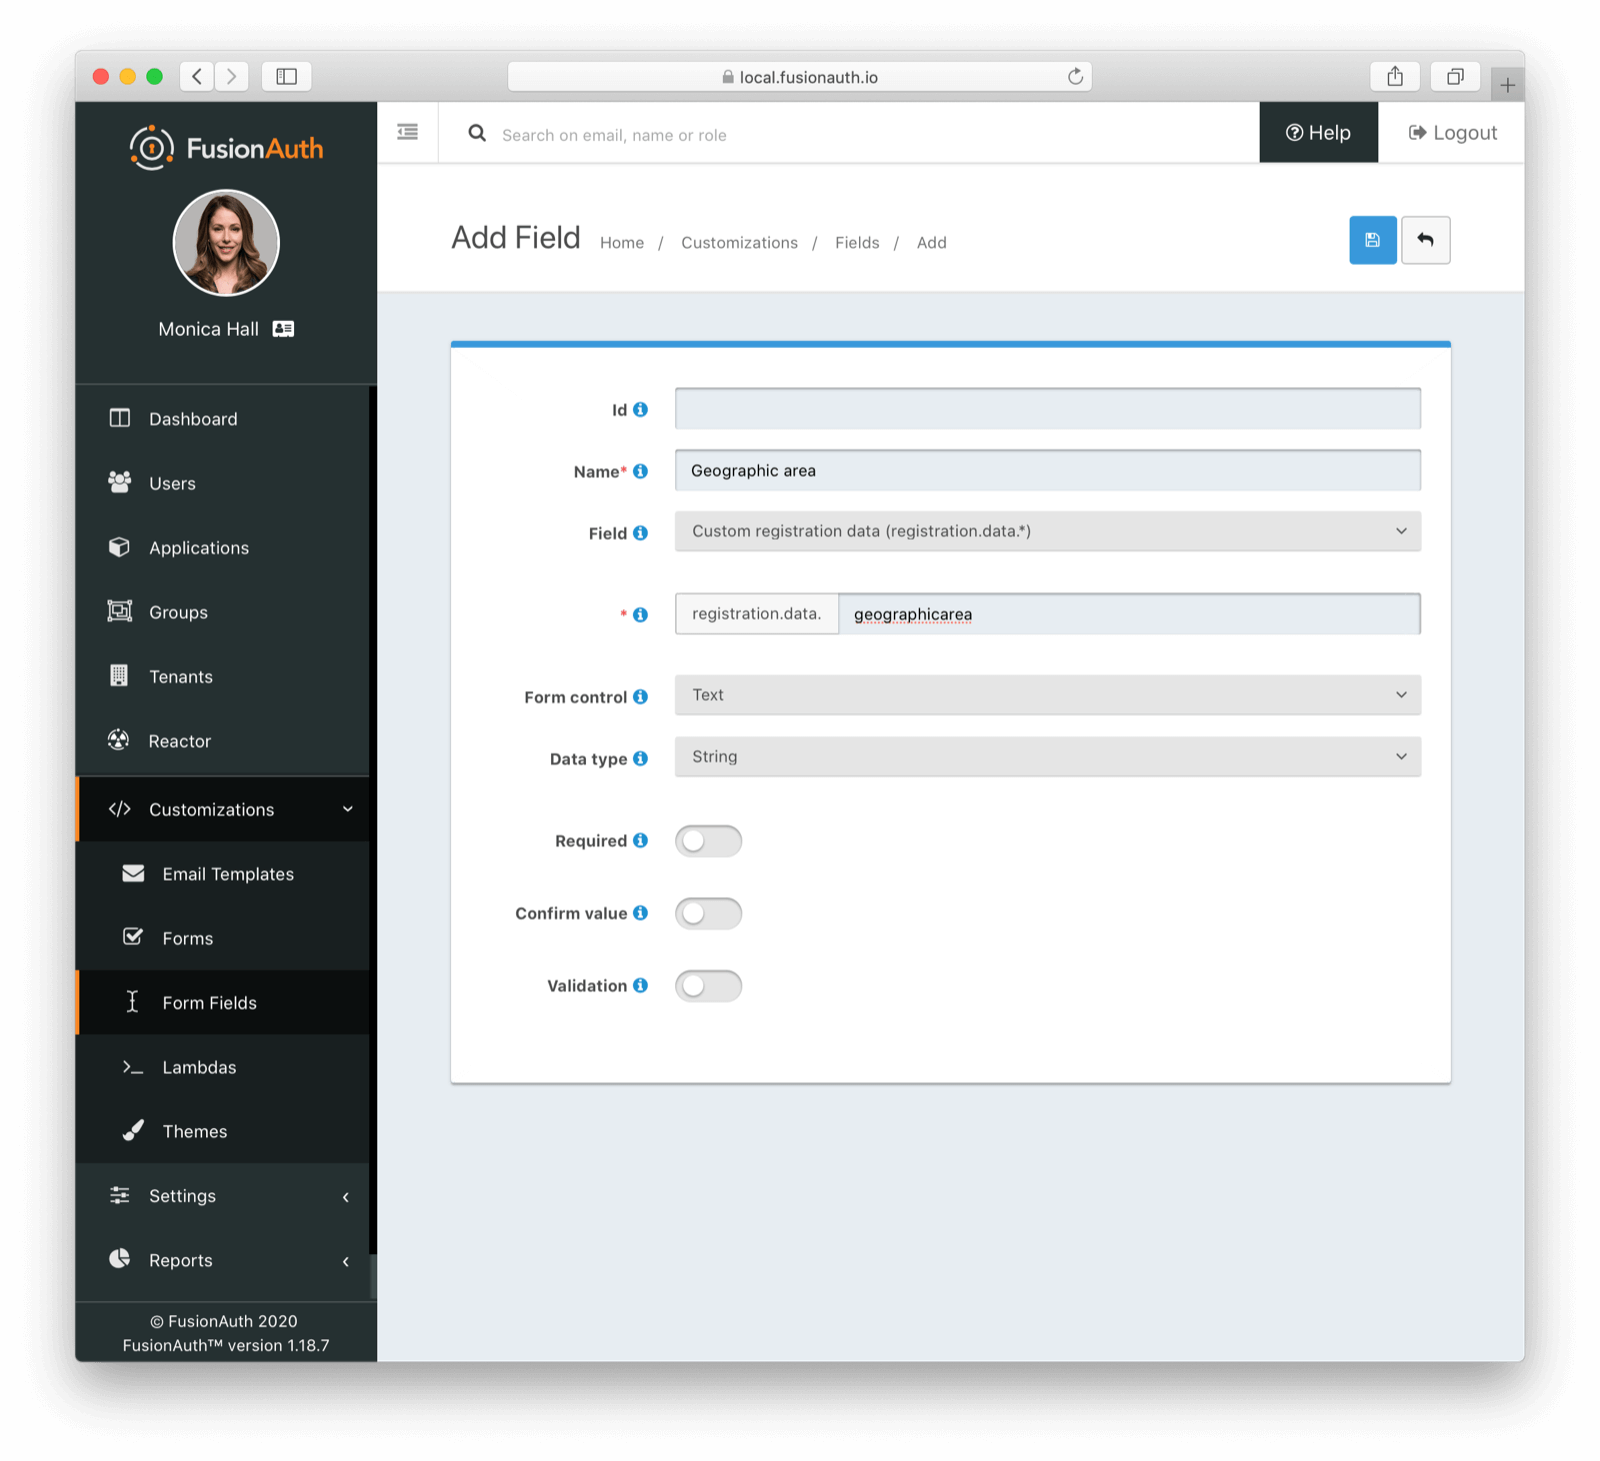 local.fusionauth.io
FusionAuth
Search on email, name or role
Help
Logout
Monica Hall
Add Field
Home / Customizations / Fields / Add
Dashboard
Users
Applications
Groups
Tenants
Reactor
Customizations
Email Templates
Forms
Form Fields
Lambdas
Themes
Settings
Reports
© FusionAuth 2020
FusionAuth™ version 1.18.7
Id
Name* Geographic area
Field Custom registration data (registration.data.*)
* registration.data. geographicarea
Form control Text
Data type String
Required
Confirm value
Validation